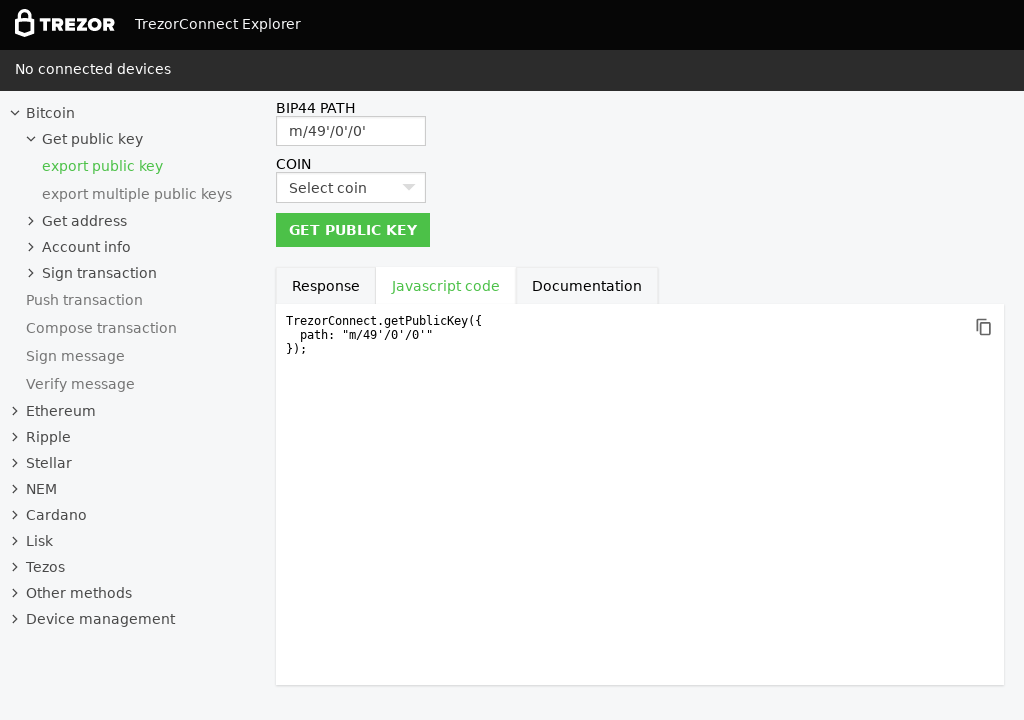 TREZOR TrezorConnect Explorer
No connected devices
Bitcoin
Get public key
export public key
export multiple public keys
Get address
Account info
Sign transaction
Push transaction
Compose transaction
Sign message
Verify message
Ethereum
Ripple
Stellar
NEM
Cardano
Lisk
Tezos
Other methods
Device management
BIP44 PATH
m/49'/0'/0'
COIN
Select coin
GET PUBLIC KEY
Response Javascript code Documentation
TrezorConnect.getPublicKey({
  path: "m/49'/0'/0'"
});